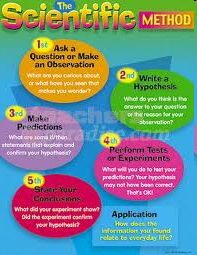 The
Scientific
METHOD
1st
Ask a
Question or Make
an Observation
What are you curious about,
or what have you seen that
makes you wonder?
2nd
Write a
Hypothesis
What do you think is the
answer to your question
or the reason for your
observation?
3rd
Make
Predictions
What are some if/then
statements that explain and
confirm your hypothesis?
4th
Perform Tests
or Experiments
What will you do to test your
predictions? Your hypothesis
may not have been correct.
That's OK!
5th
State Your
Conclusions
What did your experiment show?
Did the experiment confirm
your hypothesis?
Application
How does the
information you found
relate to everyday life?